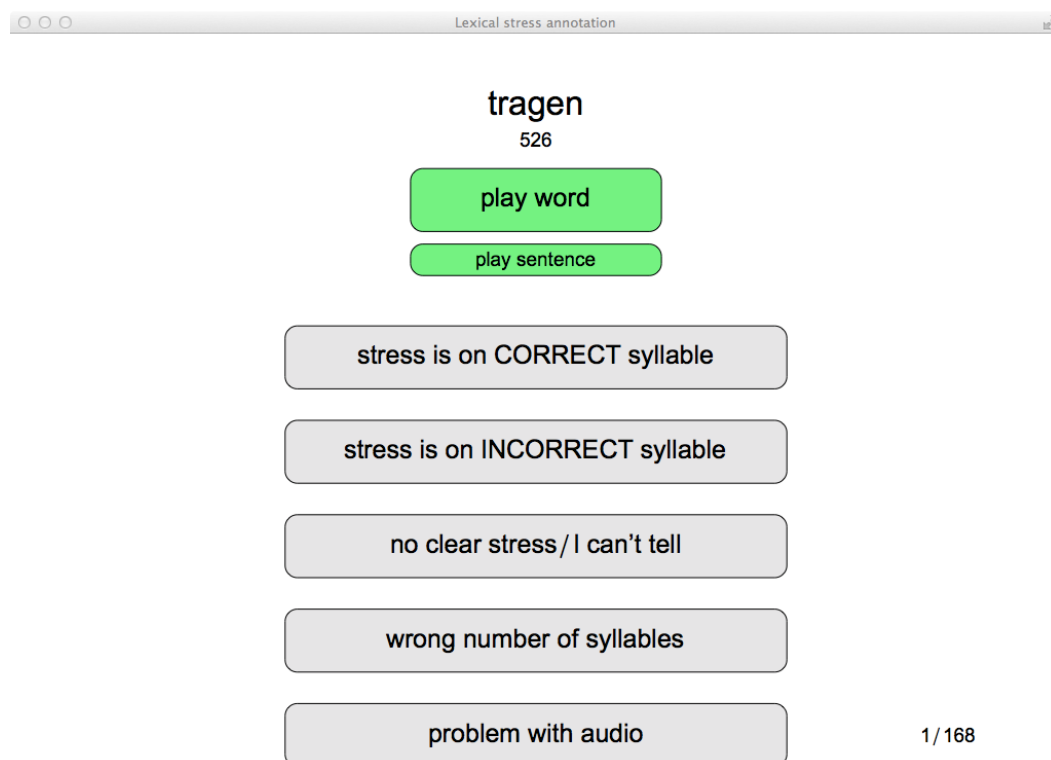 Lexical stress annotation
tragen
526
play word
play sentence
stress is on CORRECT syllable
stress is on INCORRECT syllable
no clear stress/I can't tell
wrong number of syllables
problem with audio
1/168